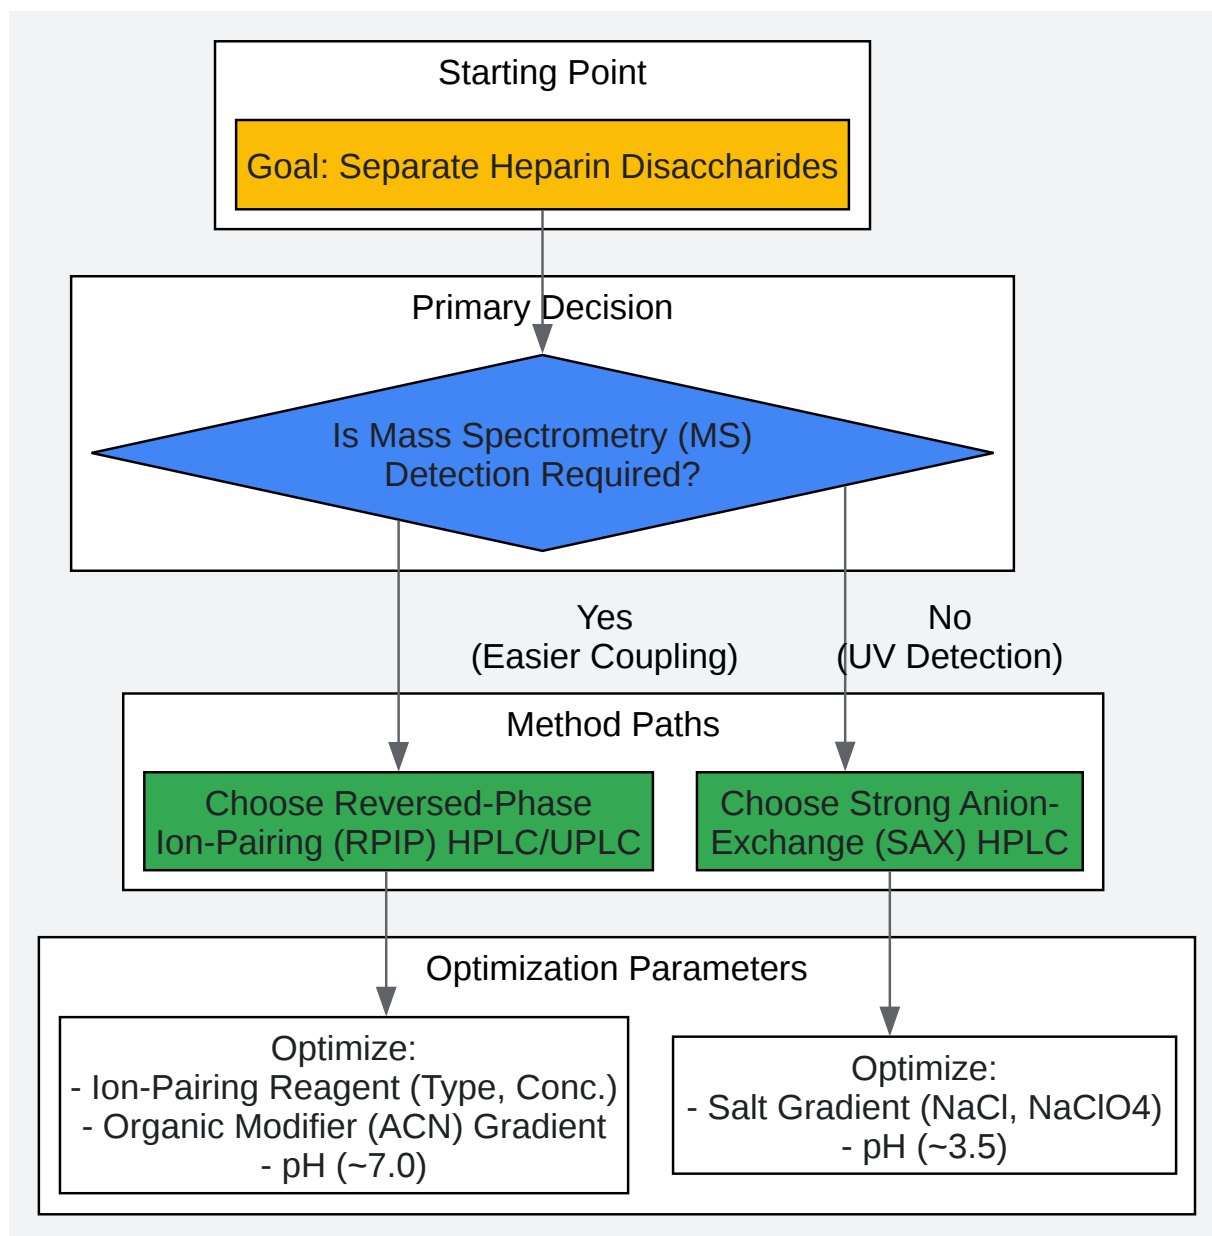 Starting Point
Goal: Separate Heparin Disaccharides
Primary Decision
Is Mass Spectrometry (MS)
Detection Required?
Yes
(Easier Coupling)
No
(UV Detection)
Method Paths
Choose Reversed-Phase
Ion-Pairing (RPIP) HPLC/UPLC
Choose Strong Anion-
Exchange (SAX) HPLC
Optimization Parameters
Optimize:
- Ion-Pairing Reagent (Type, Conc.)
- Organic Modifier (ACN) Gradient
- pH (~7.0)
Optimize:
- Salt Gradient (NaCl, NaClO4)
- pH (~3.5)